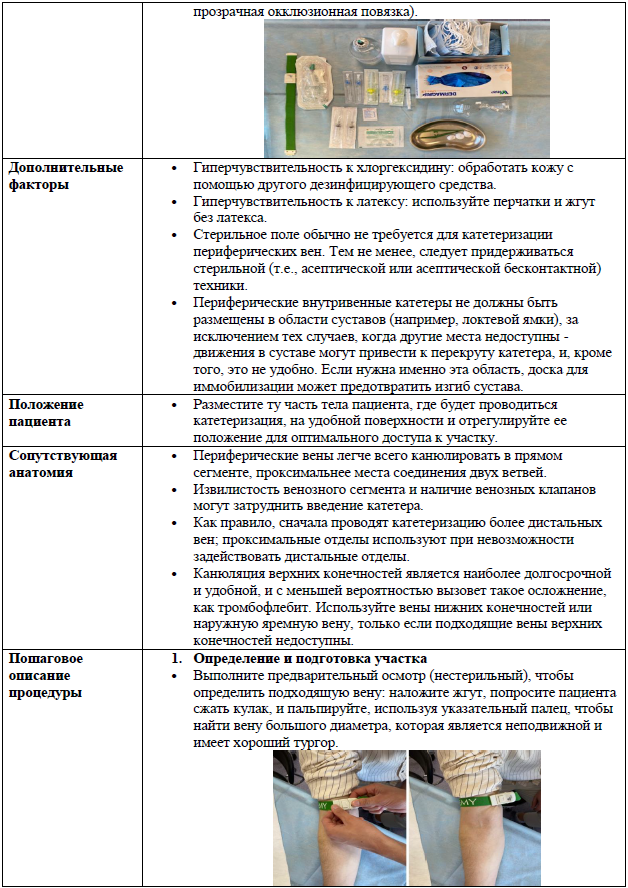 прозрачная окклюзионная повязка).
DERMAGRIP
Дополнительные факторы
• Гиперчувствительность к хлоргексидину: обработать кожу с
помощью другого дезинфицирующего средства.
• Гиперчувствительность к латексу: используйте перчатки и жгут
без латекса.
• Стерильное поле обычно не требуется для катетеризации
периферических вен. Тем не менее, следует придерживаться
стерильной (т.е., асептической или асептической бесконтактной)
техники.
• Периферические внутривенные катетеры не должны быть
размещены в области суставов (например, локтевой ямки), за
исключением тех случаев, когда другие места недоступны -
движения в суставе могут привести к перекруту катетера, и, кроме
того, это не удобно. Если нужна именно эта область, доска для
иммобилизации может предотвратить изгиб сустава.
Положение
пациента
• Разместите ту часть тела пациента, где будет проводиться
катетеризация, на удобной поверхности и отрегулируйте ее
положение для оптимального доступа к участку.
Сопутствующая
анатомия
• Периферические вены легче всего канюлировать в прямом
сегменте, проксимальнее места соединения двух ветвей.
• Извилистость венозного сегмента и наличие венозных клапанов
могут затруднить введение катетера.
• Как правило, сначала проводят катетеризацию более дистальных
вен; проксимальные отделы используют при невозможности
задействовать дистальные отделы.
• Канюляция верхних конечностей является наиболее долгосрочной
и удобной, и с меньшей вероятностью вызовет такое осложнение,
как тромбофлебит. Используйте вены нижних конечностей или
наружную яремную вену, только если подходящие вены верхних
конечностей недоступны.
Пошаговое
описание
процедуры
1. Определение и подготовка участка
• Выполните предварительный осмотр (нестерильный), чтобы
определить подходящую вену: наложите жгут, попросите пациента
сжать кулак, и пальпируйте, используя указательный палец, чтобы
найти вену большого диаметра, которая является неподвижной и
имеет хороший тургор.
MY
MY